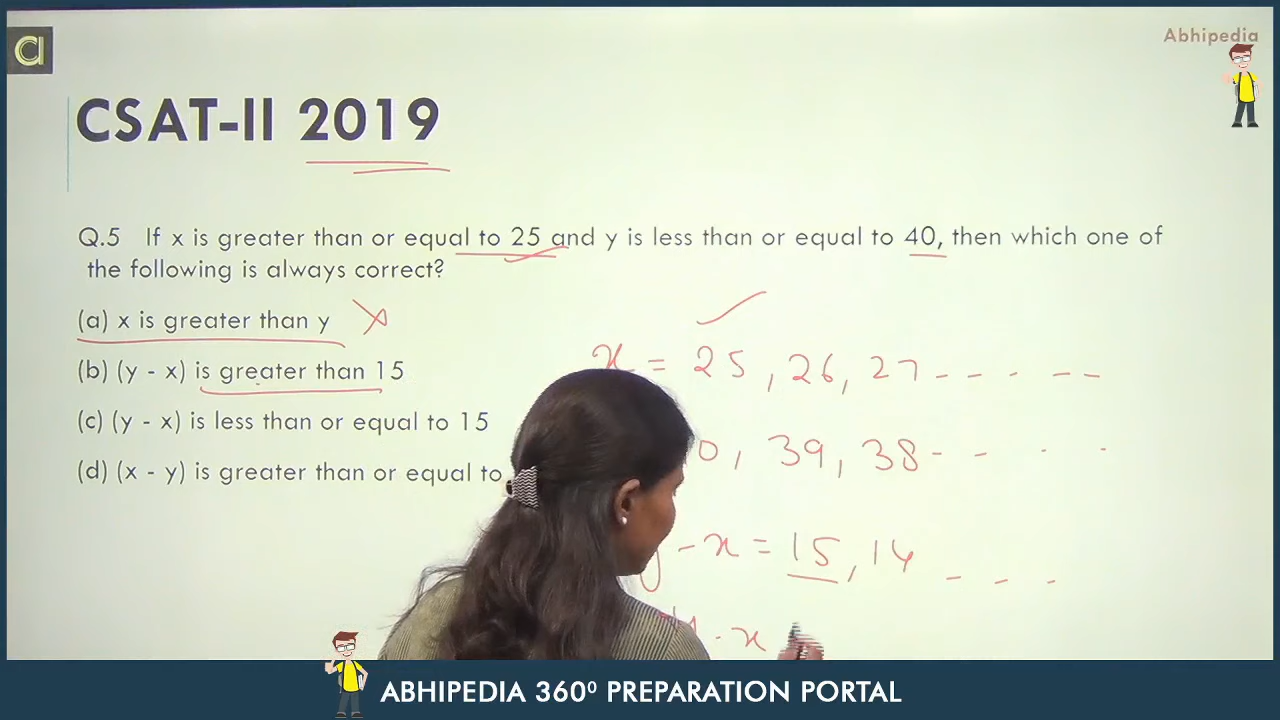 Abhipedia
CSAT-II 2019
Q.5 If x is greater than or equal to 25 and y is less than or equal to 40, then which one of
the following is always correct?
(a) x is greater than y
(b) (y - x) is greater than 15
(c) (y - x) is less than or equal to 15
(d) (x - y) is greater than or equal to
x = 25, 26, 27 - - - - -
0, 39, 38 - - - -
y - x = 15, 14 - - -
- x
ABHIPEDIA 360⁰ PREPARATION PORTAL